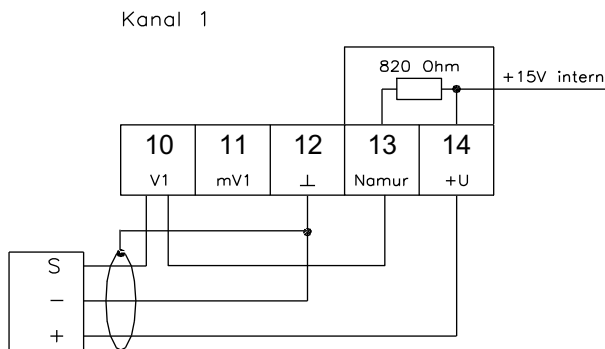 Kanal 1
820 Ohm
+15V intern
10 11 12 13 14
V1 mV1 ⊥ Namur +U
S
–
+